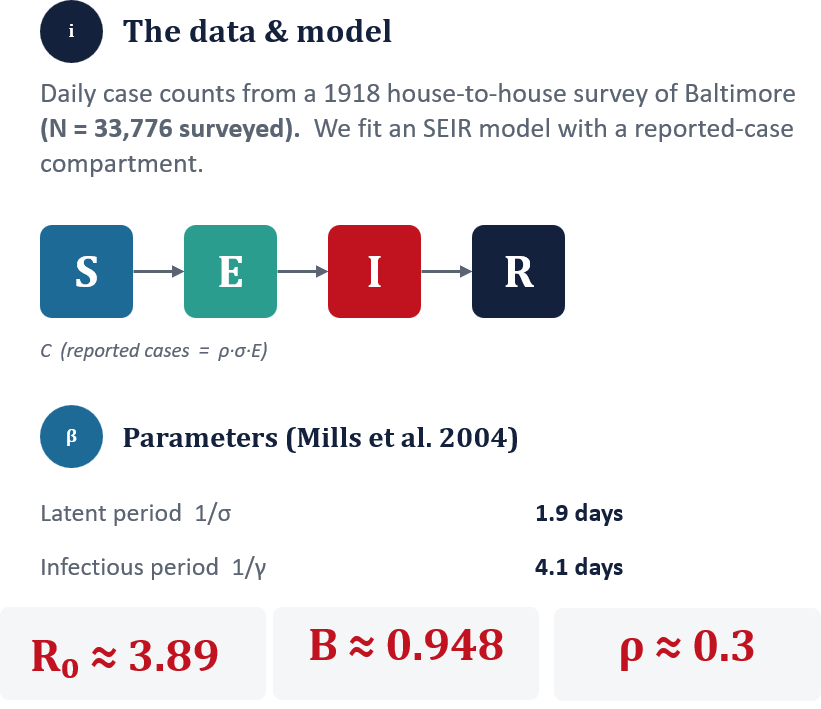 i
The data & model
Daily case counts from a 1918 house-to-house survey of Baltimore
(N = 33,776 surveyed).  We fit an SEIR model with a reported-case
compartment.
S E I R
C (reported cases = ρ·σ·E)
β
Parameters (Mills et al. 2004)
Latent period 1/σ 1.9 days
Infectious period 1/γ 4.1 days
R₀ ≈ 3.89 B ≈ 0.948 ρ ≈ 0.3